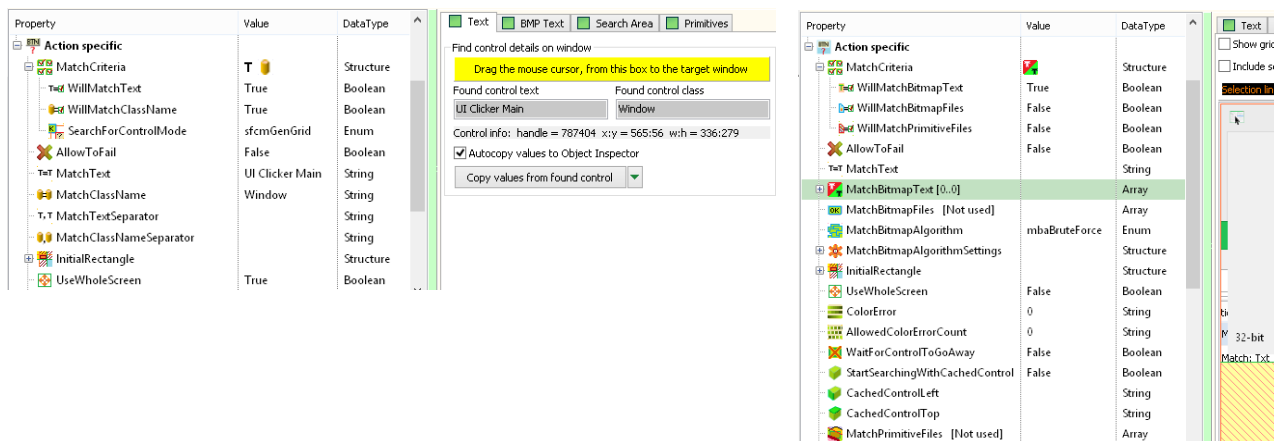 Property Value DataType
Action specific
MatchCriteria T Structure
T=T WillMatchText True Boolean
WillMatchClassName True Boolean
SearchForControlMode sfcmGenGrid Enum
AllowToFail False Boolean
T=T MatchText UI Clicker Main String
MatchClassName Window String
T,T MatchTextSeparator String
MatchClassNameSeparator String
InitialRectangle Structure
UseWholeScreen True Boolean
Text BMP Text Search Area Primitives
Find control details on window
Drag the mouse cursor, from this box to the target window
Found control text Found control class
UI Clicker Main Window
Control info: handle = 787404 x:y = 565:56 w:h = 336:279
Autocopy values to Object Inspector
Copy values from found control
Property Value DataType
Action specific
MatchCriteria Structure
WillMatchBitmapText True Boolean
WillMatchBitmapFiles False Boolean
WillMatchPrimitiveFiles False Boolean
AllowToFail False Boolean
T=T MatchText String
MatchBitmapText [0..0] Array
MatchBitmapFiles [Not used] Array
MatchBitmapAlgorithm mbaBruteForce Enum
MatchBitmapAlgorithmSettings Structure
InitialRectangle Structure
UseWholeScreen False Boolean
ColorError 0 String
AllowedColorErrorCount 0 String
WaitForControlToGoAway False Boolean
StartSearchingWithCachedControl False Boolean
CachedControlLeft String
CachedControlTop String
MatchPrimitiveFiles [Not used] Array
Text
Show grid
Include se
Selection lin
32-bit
Match: Txt